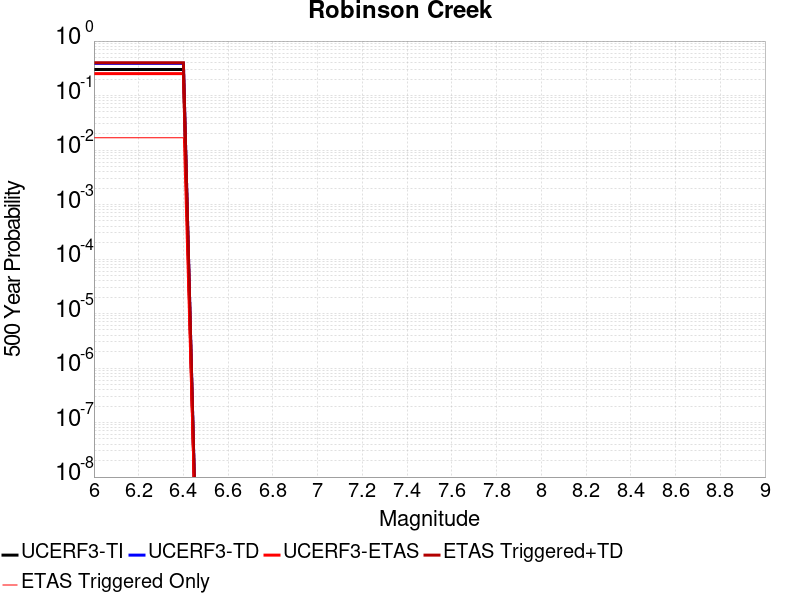 Robinson Creek
10^0
10^-1
10^-2
10^-3
10^-4
10^-5
10^-6
10^-7
10^-8
500 Year Probability
6 6.2 6.4 6.6 6.8 7 7.2 7.4 7.6 7.8 8 8.2 8.4 8.6 8.8 9
Magnitude
UCERF3-TI UCERF3-TD UCERF3-ETAS ETAS Triggered+TD
ETAS Triggered Only